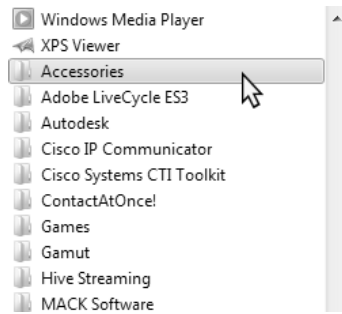 Windows Media Player
XPS Viewer
Accessories
Adobe LiveCycle ES3
Autodesk
Cisco IP Communicator
Cisco Systems CTI Toolkit
ContactAtOnce!
Games
Gamut
Hive Streaming
MACK Software